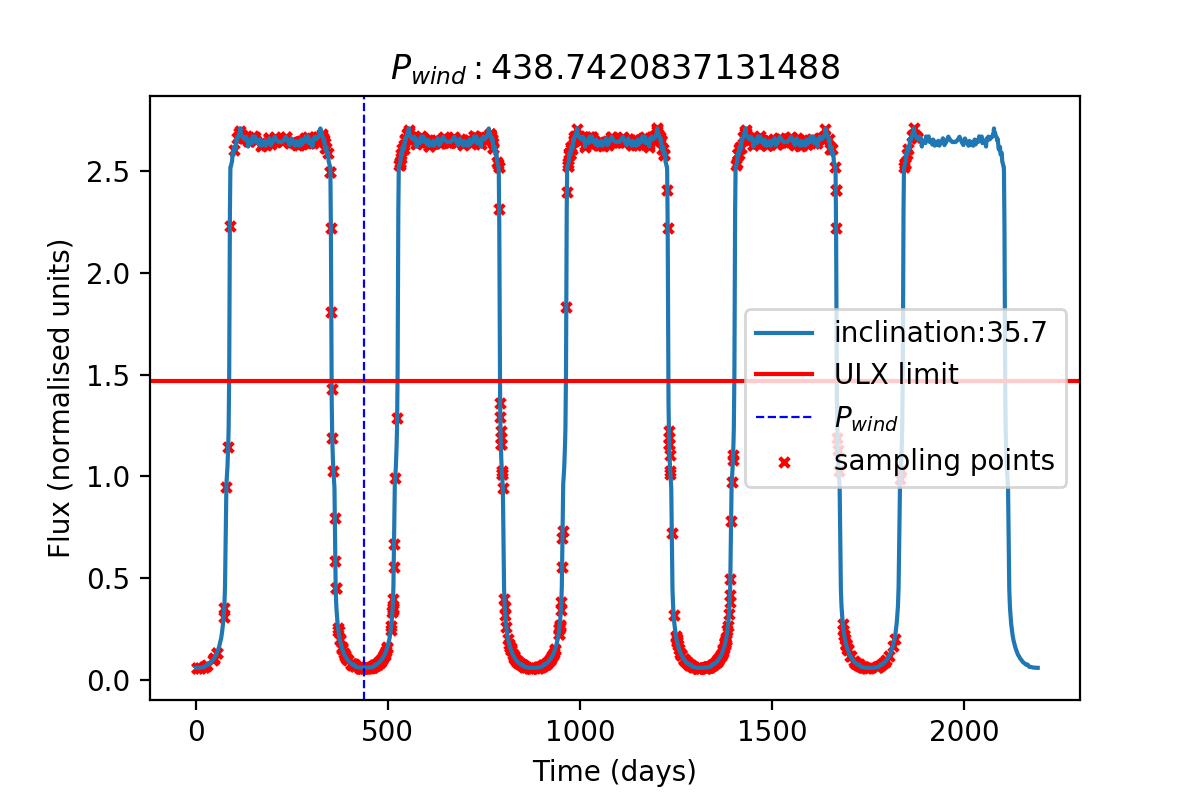 P_wind : 438.7420837131488
Flux (normalised units)
2.5
2.0
1.5
1.0
0.5
0.0
inclination:35.7
ULX limit
P_wind
sampling points
0 500 1000 1500 2000
Time (days)